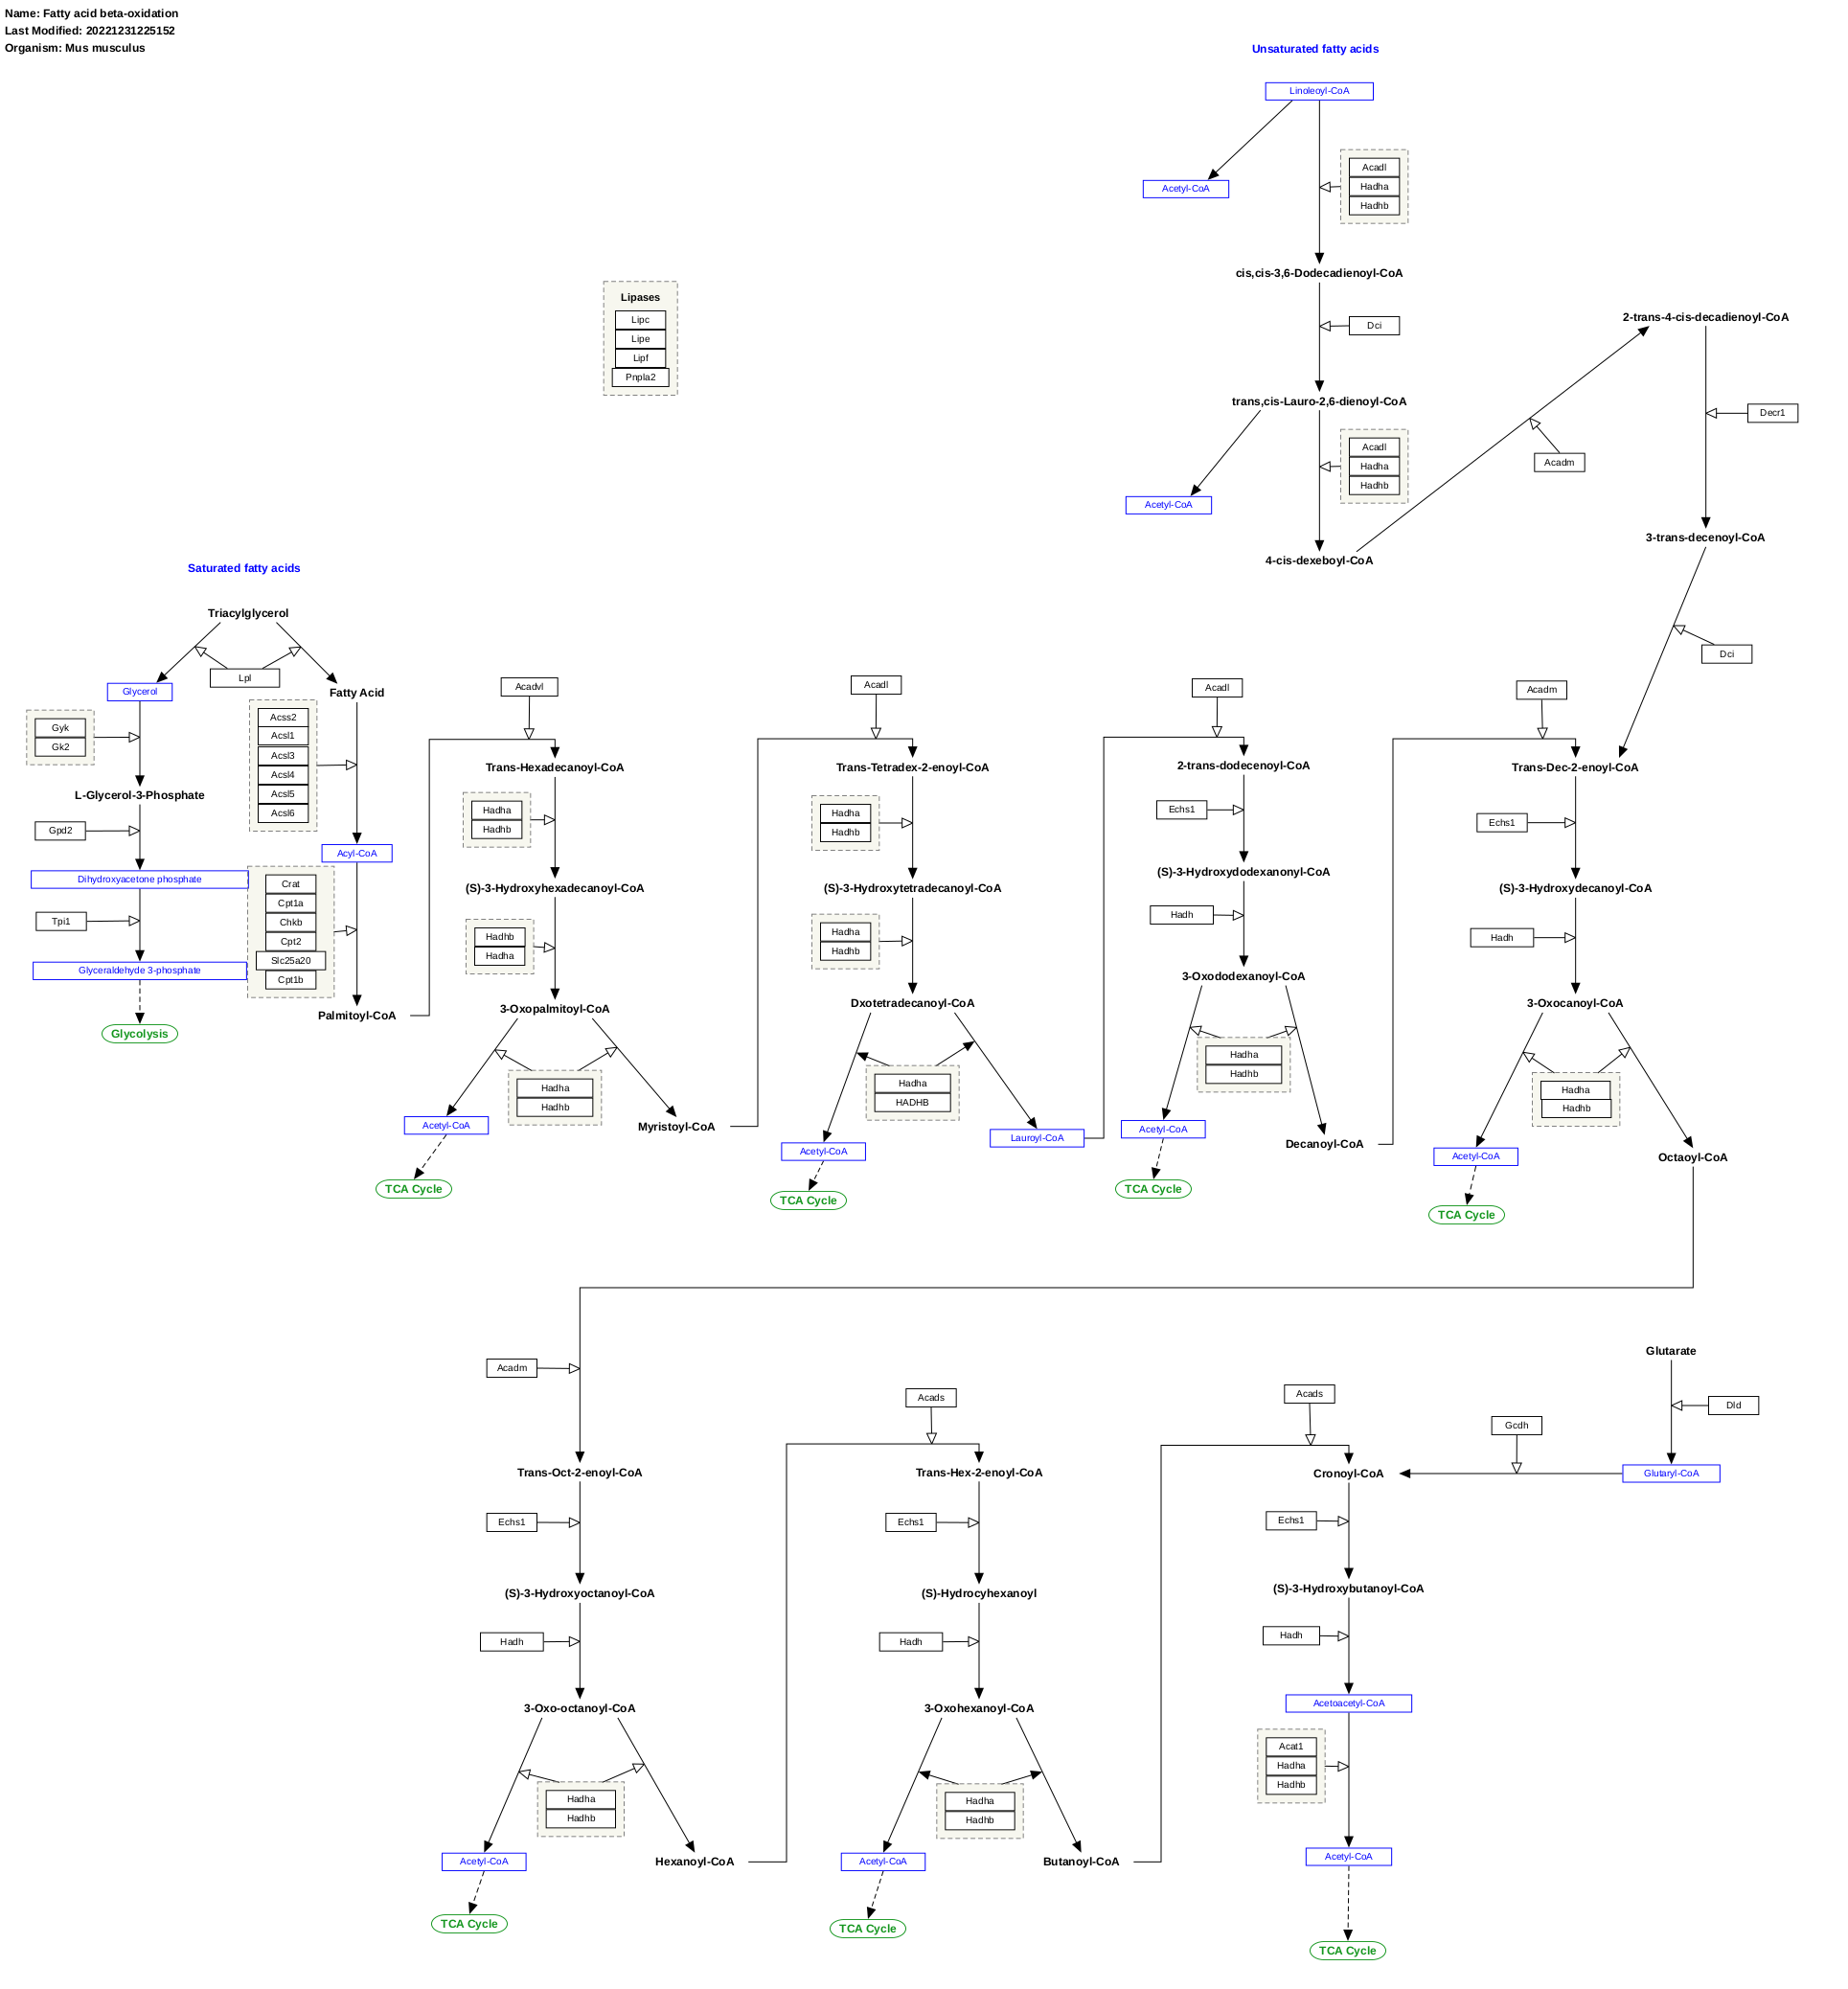 Name: Fatty acid beta-oxidation
Last Modified: 20221231225152
Organism: Mus musculus
Unsaturated fatty acids
Linoleoyl-CoA
Acetyl-CoA
Acadl
Hadha
Hadhb
cis,cis-3,6-Dodecadienoyl-CoA
Dci
trans,cis-Lauro-2,6-dienoyl-CoA
Acadl
Hadha
Hadhb
Acetyl-CoA
4-cis-dexeboyl-CoA
2-trans-4-cis-decadienoyl-CoA
Decr1
Acadm
3-trans-decenoyl-CoA
Dci
Lipases
Lipc
Lipe
Lipf
Pnpla2
Saturated fatty acids
Triacylglycerol
Lpl
Glycerol
Fatty Acid
Gyk
Gk2
Acss2
Acsl1
Acsl3
Acsl4
Acsl5
Acsl6
L-Glycerol-3-Phosphate
Gpd2
Acyl-CoA
Dihydroxyacetone phosphate
Crat
Cpt1a
Chkb
Cpt2
Slc25a20
Cpt1b
Tpi1
Glyceraldehyde 3-phosphate
Palmitoyl-CoA
Glycolysis
Acadvl
Trans-Hexadecanoyl-CoA
Hadha
Hadhb
(S)-3-Hydroxyhexadecanoyl-CoA
Hadhb
Hadha
3-Oxopalmitoyl-CoA
Hadha
Hadhb
Acetyl-CoA
Myristoyl-CoA
TCA Cycle
Acadl
Trans-Tetradex-2-enoyl-CoA
Hadha
Hadhb
(S)-3-Hydroxytetradecanoyl-CoA
Hadha
Hadhb
Dxotetradecanoyl-CoA
Hadha
HADHB
Acetyl-CoA
Lauroyl-CoA
TCA Cycle
Acadl
2-trans-dodecenoyl-CoA
Echs1
(S)-3-Hydroxydodexanonyl-CoA
Hadh
3-Oxododexanoyl-CoA
Hadha
Hadhb
Acetyl-CoA
Decanoyl-CoA
TCA Cycle
Acadm
Trans-Dec-2-enoyl-CoA
Echs1
(S)-3-Hydroxydecanoyl-CoA
Hadh
3-Oxocanoyl-CoA
Hadha
Hadhb
Acetyl-CoA
Octaoyl-CoA
TCA Cycle
Acadm
Trans-Oct-2-enoyl-CoA
Echs1
(S)-3-Hydroxyoctanoyl-CoA
Hadh
3-Oxo-octanoyl-CoA
Hadha
Hadhb
Acetyl-CoA
Hexanoyl-CoA
TCA Cycle
Acads
Trans-Hex-2-enoyl-CoA
Echs1
(S)-Hydrocyhexanoyl
Hadh
3-Oxohexanoyl-CoA
Hadha
Hadhb
Acetyl-CoA
Butanoyl-CoA
TCA Cycle
Acads
Cronoyl-CoA
Glutarate
Dld
Gcdh
Glutaryl-CoA
Echs1
(S)-3-Hydroxybutanoyl-CoA
Hadh
Acetoacetyl-CoA
Acat1
Hadha
Hadhb
Acetyl-CoA
TCA Cycle